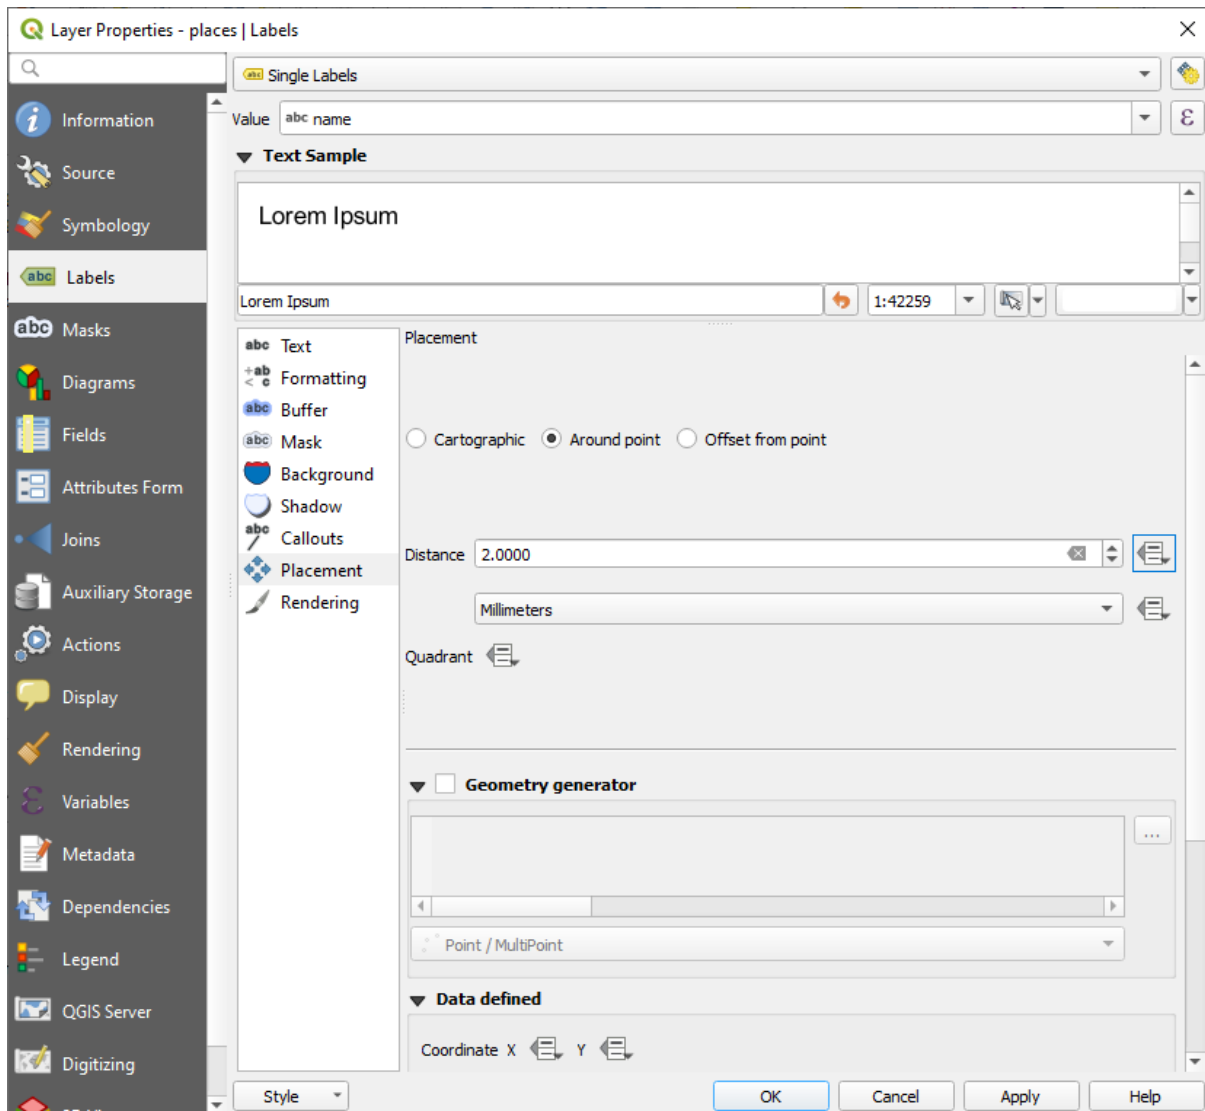 Layer Properties - places | Labels
Single Labels
Value abc name
Text Sample
Lorem Ipsum
Lorem Ipsum
1:42259
Information
Source
Symbology
abc Labels
abc Masks
Diagrams
Fields
Attributes Form
Joins
Auxiliary Storage
Actions
Display
Rendering
Variables
Metadata
Dependencies
Legend
QGIS Server
Digitizing
abc Text
+ab < c Formatting
abc Buffer
abc Mask
Background
Shadow
abc Callouts
Placement
Rendering
Placement
Cartographic Around point Offset from point
Distance 2.0000
Millimeters
Quadrant
Geometry generator
...
Point / MultiPoint
Data defined
Coordinate X Y
Style OK Cancel Apply Help